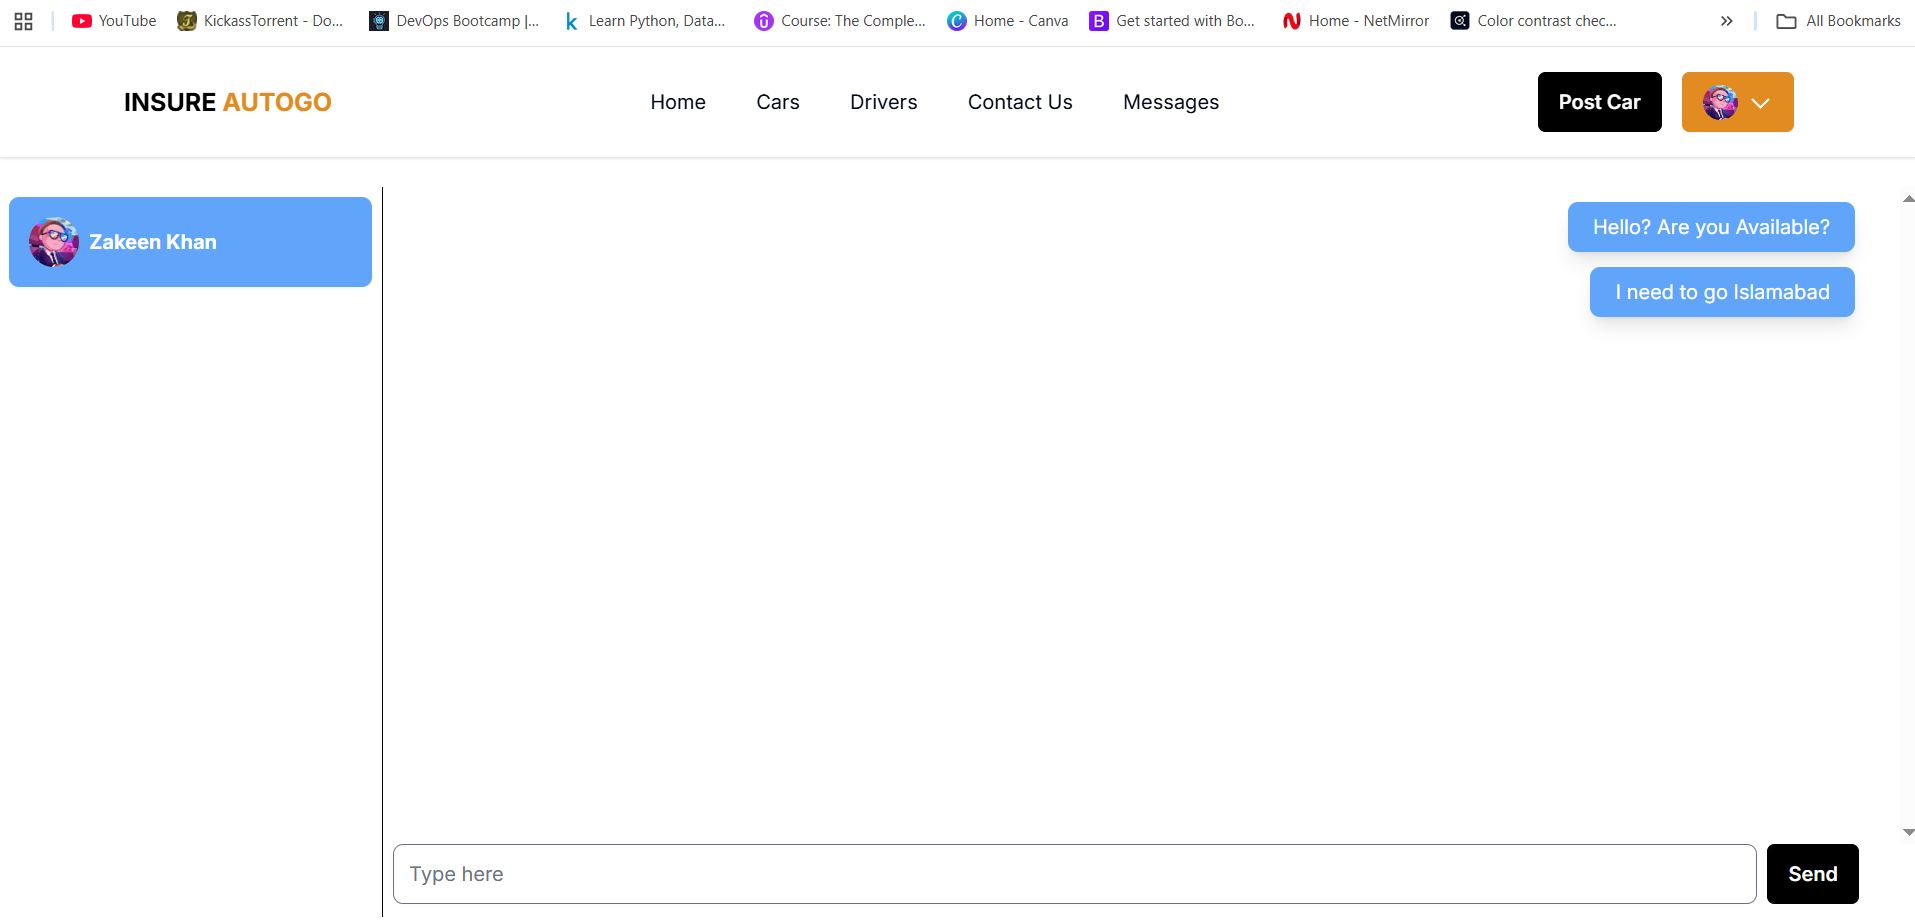 YouTube KickassTorrent - Do... DevOps Bootcamp |... Learn Python, Data... Course: The Comple... Home - Canva Get started with Bo... Home - NetMirror Color contrast chec... » All Bookmarks
INSURE AUTOGO Home Cars Drivers Contact Us Messages Post Car
Zakeen Khan
Hello? Are you Available?
I need to go Islamabad
Type here Send